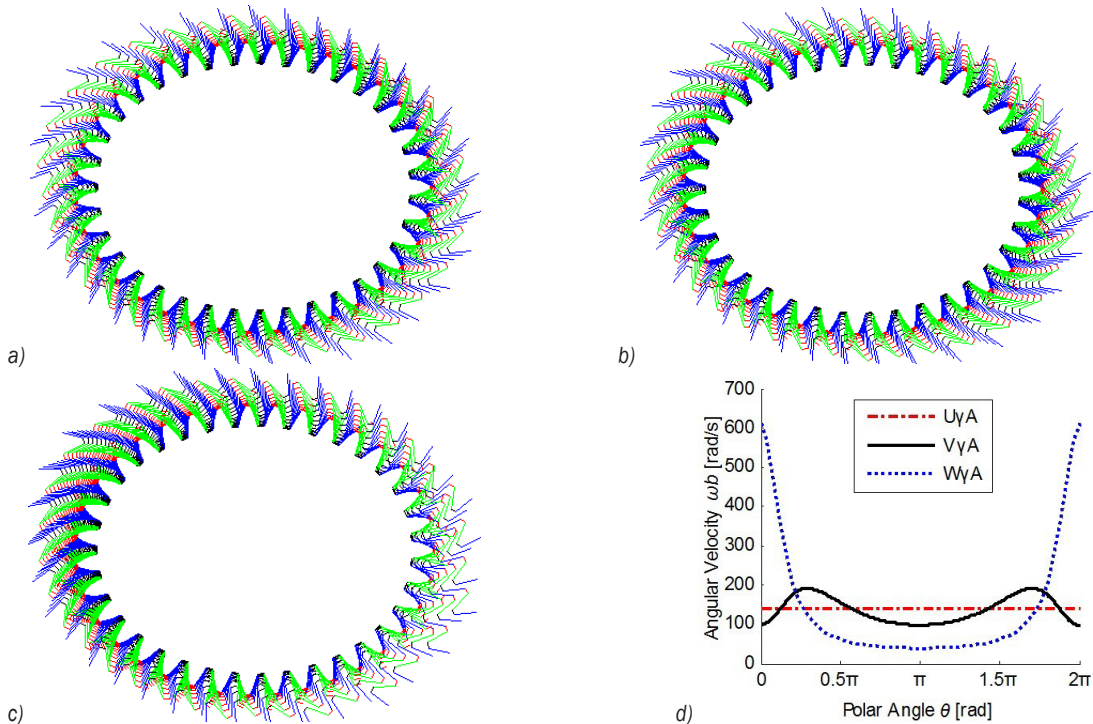 a)
b)
c)
700
600
500
400
300
200
100
0
Angular Velocity ωb [rad/s]
UγA
VγA
WγA
0
0.5π
π
1.5π
2π
Polar Angle θ [rad]
d)